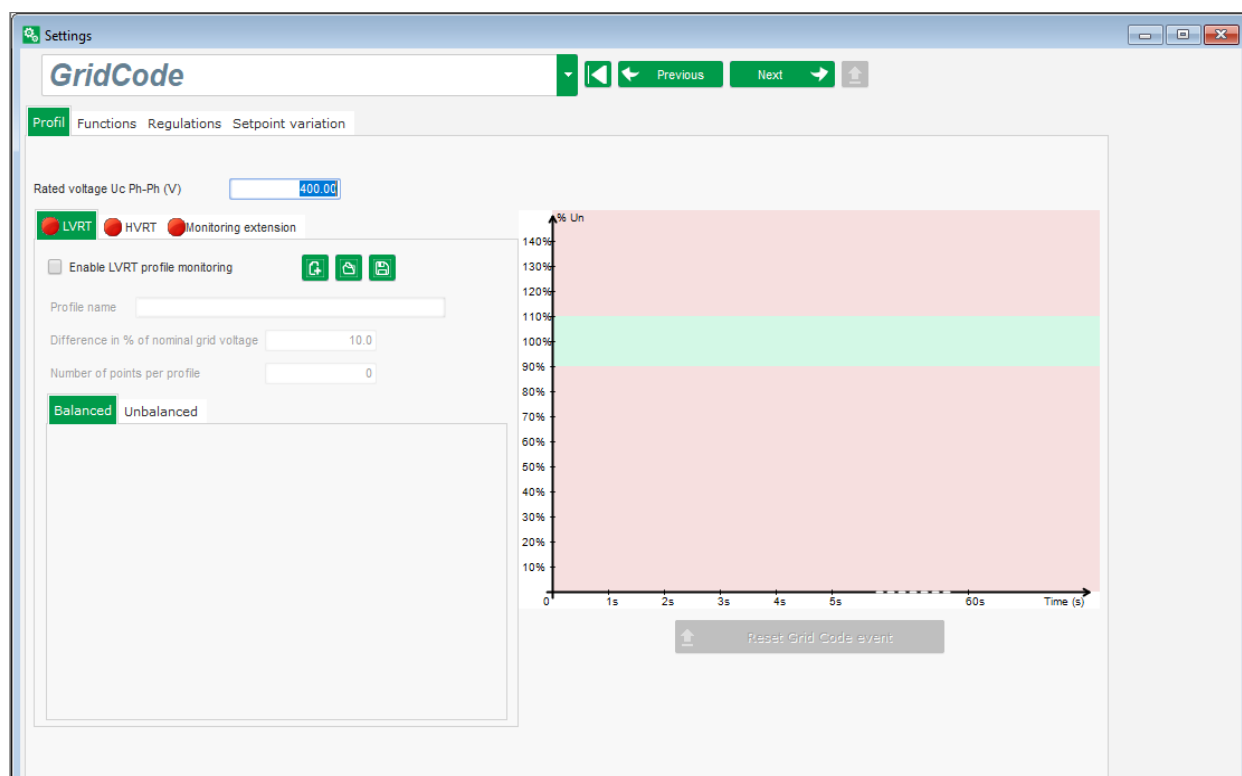 Settings
GridCode
Previous
Next
Profil Functions Regulations Setpoint variation
Rated voltage Uc Ph-Ph (V) 400.00
LVRT HVRT Monitoring extension
Enable LVRT profile monitoring
Profile name
Difference in % of nominal grid voltage 10.0
Number of points per profile 0
Balanced Unbalanced
% Un
140%
130%
120%
110%
100%
90%
80%
70%
60%
50%
40%
30%
20%
10%
0 1s 2s 3s 4s 5s 60s Time (s)
Reset Grid Code event